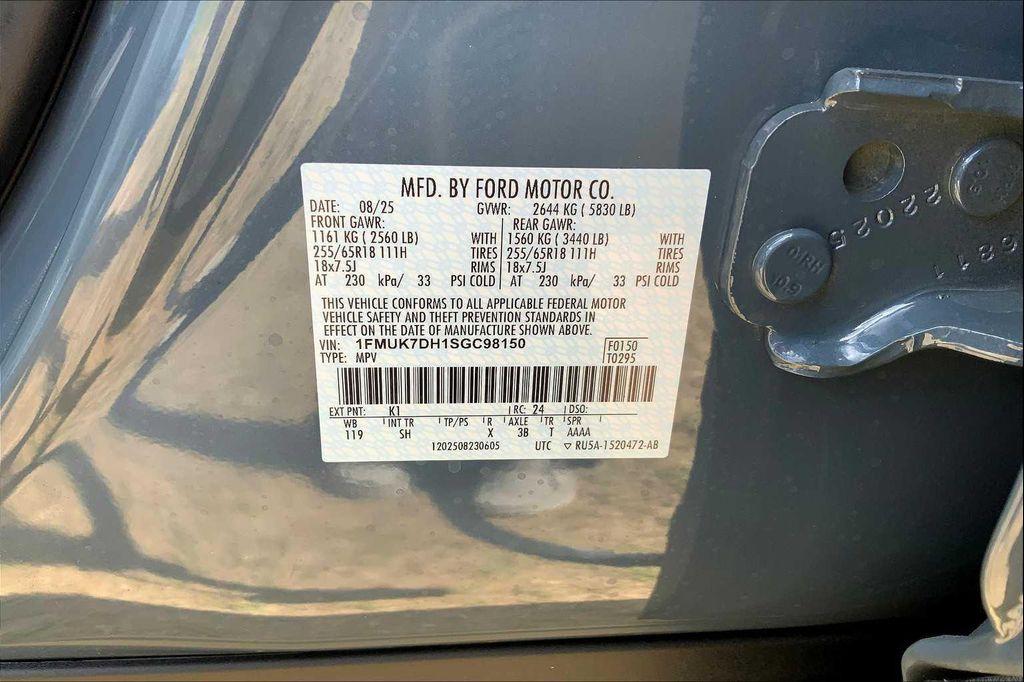 MFD. BY FORD MOTOR CO.
DATE: 08/25 GVWR: 2644 KG ( 5830 LB)
FRONT GAWR: REAR GAWR:
1161 KG ( 2560 LB) WITH 1560 KG ( 3440 LB) WITH
255/65R18 111H TIRES 255/65R18 111H TIRES
18x7.5J RIMS 18x7.5J RIMS
AT 230 kPa/ 33 PSI COLD AT 230 kPa/ 33 PSI COLD
THIS VEHICLE CONFORMS TO ALL APPLICABLE FEDERAL MOTOR
VEHICLE SAFETY AND THEFT PREVENTION STANDARDS IN
EFFECT ON THE DATE OF MANUFACTURE SHOWN ABOVE.
VIN: 1FMUK7DH1SGC98150 F0150
TYPE: MPV T0295
EXT PNT: K1 RC: 24 DSO:
WB INT TR TP/PS R AXLE TR SPR
119 SH X 3B T AAAA
1202508230605 UTC ▽ RU5A-1520472-AB
22025
6811